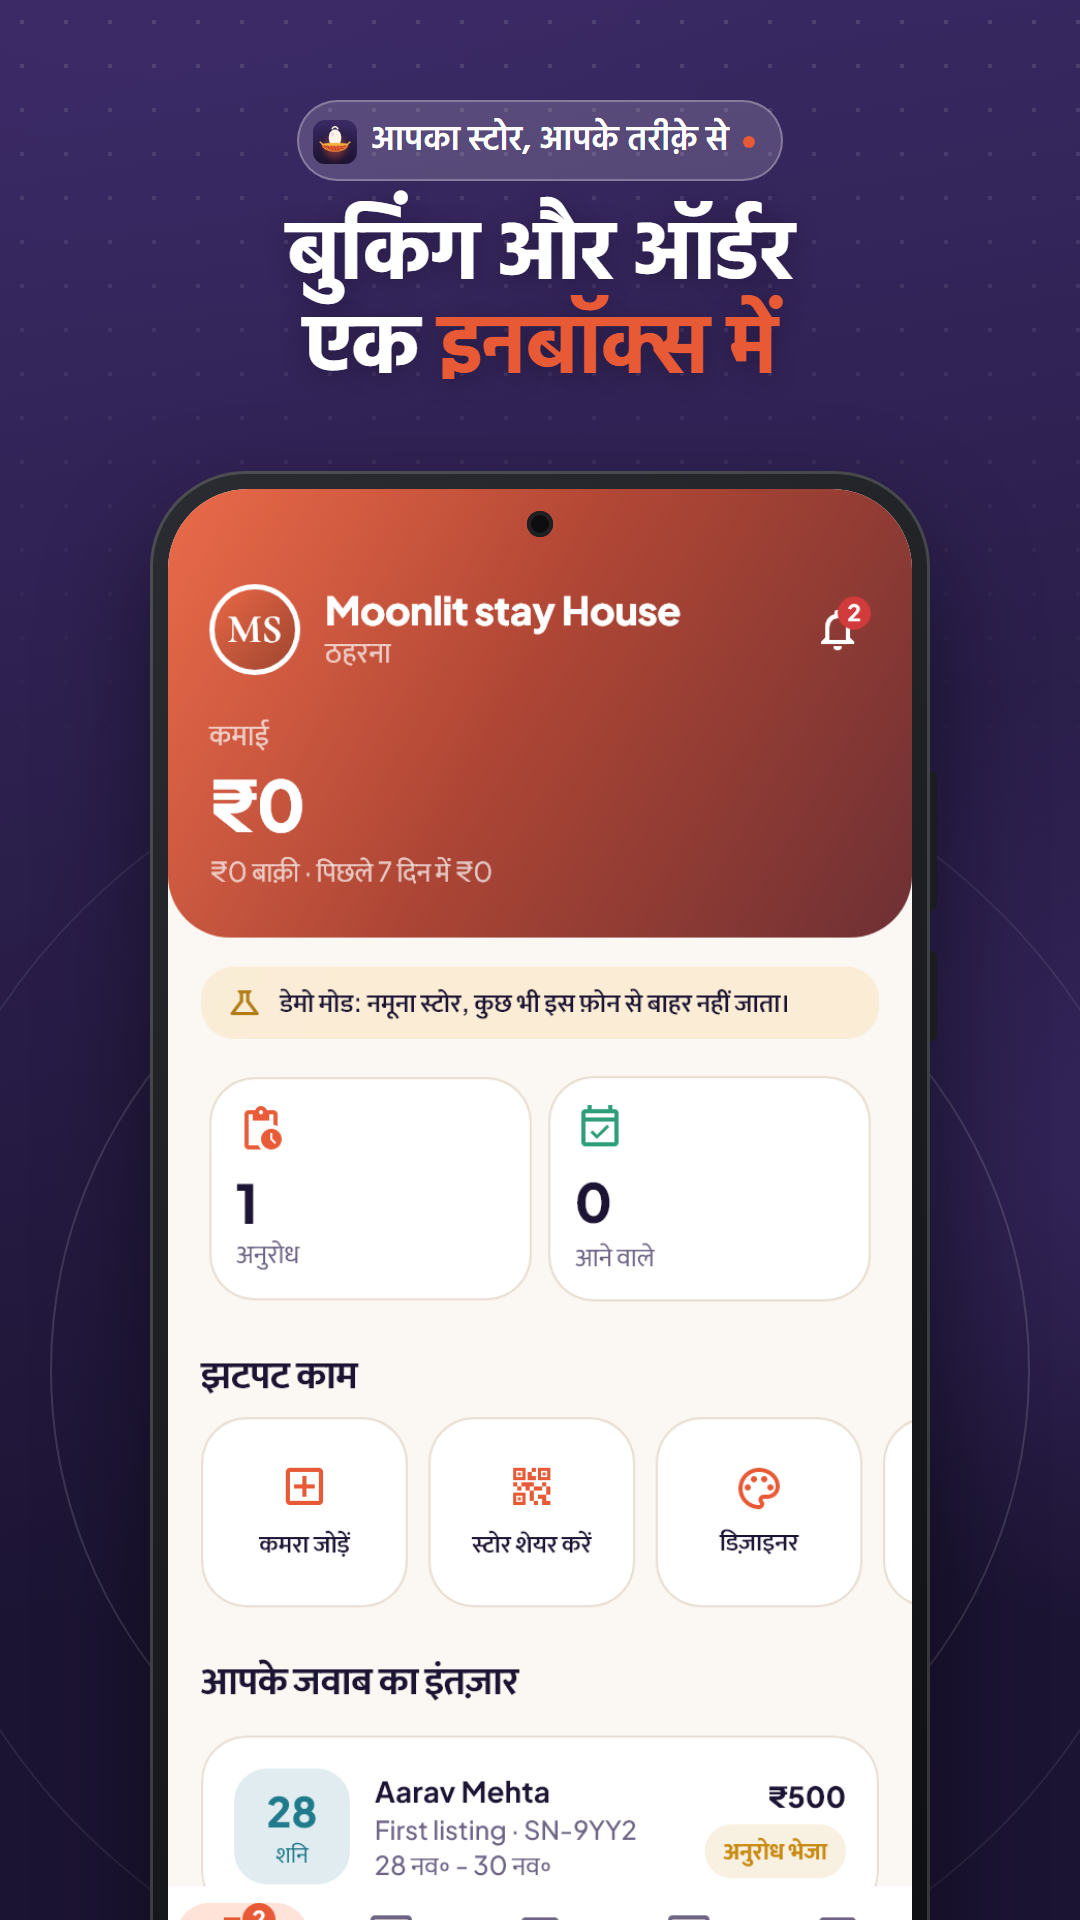 आपका स्टोर, आपके तरीक़े से
बुकिंग और ऑर्डर
एक इनबॉक्स में
MS
Moonlit stay House
ठहरना
2
कमाई
₹0
₹0 बाक़ी · पिछले 7 दिन में ₹0
डेमो मोड: नमूना स्टोर, कुछ भी इस फ़ोन से बाहर नहीं जाता।
1
अनुरोध
0
आने वाले
झटपट काम
कमरा जोड़ें
स्टोर शेयर करें
डिज़ाइनर
आपके जवाब का इंतज़ार
28
शनि
Aarav Mehta
First listing · SN-9YY2
28 नव॰ - 30 नव॰
₹500
अनुरोध भेजा
2